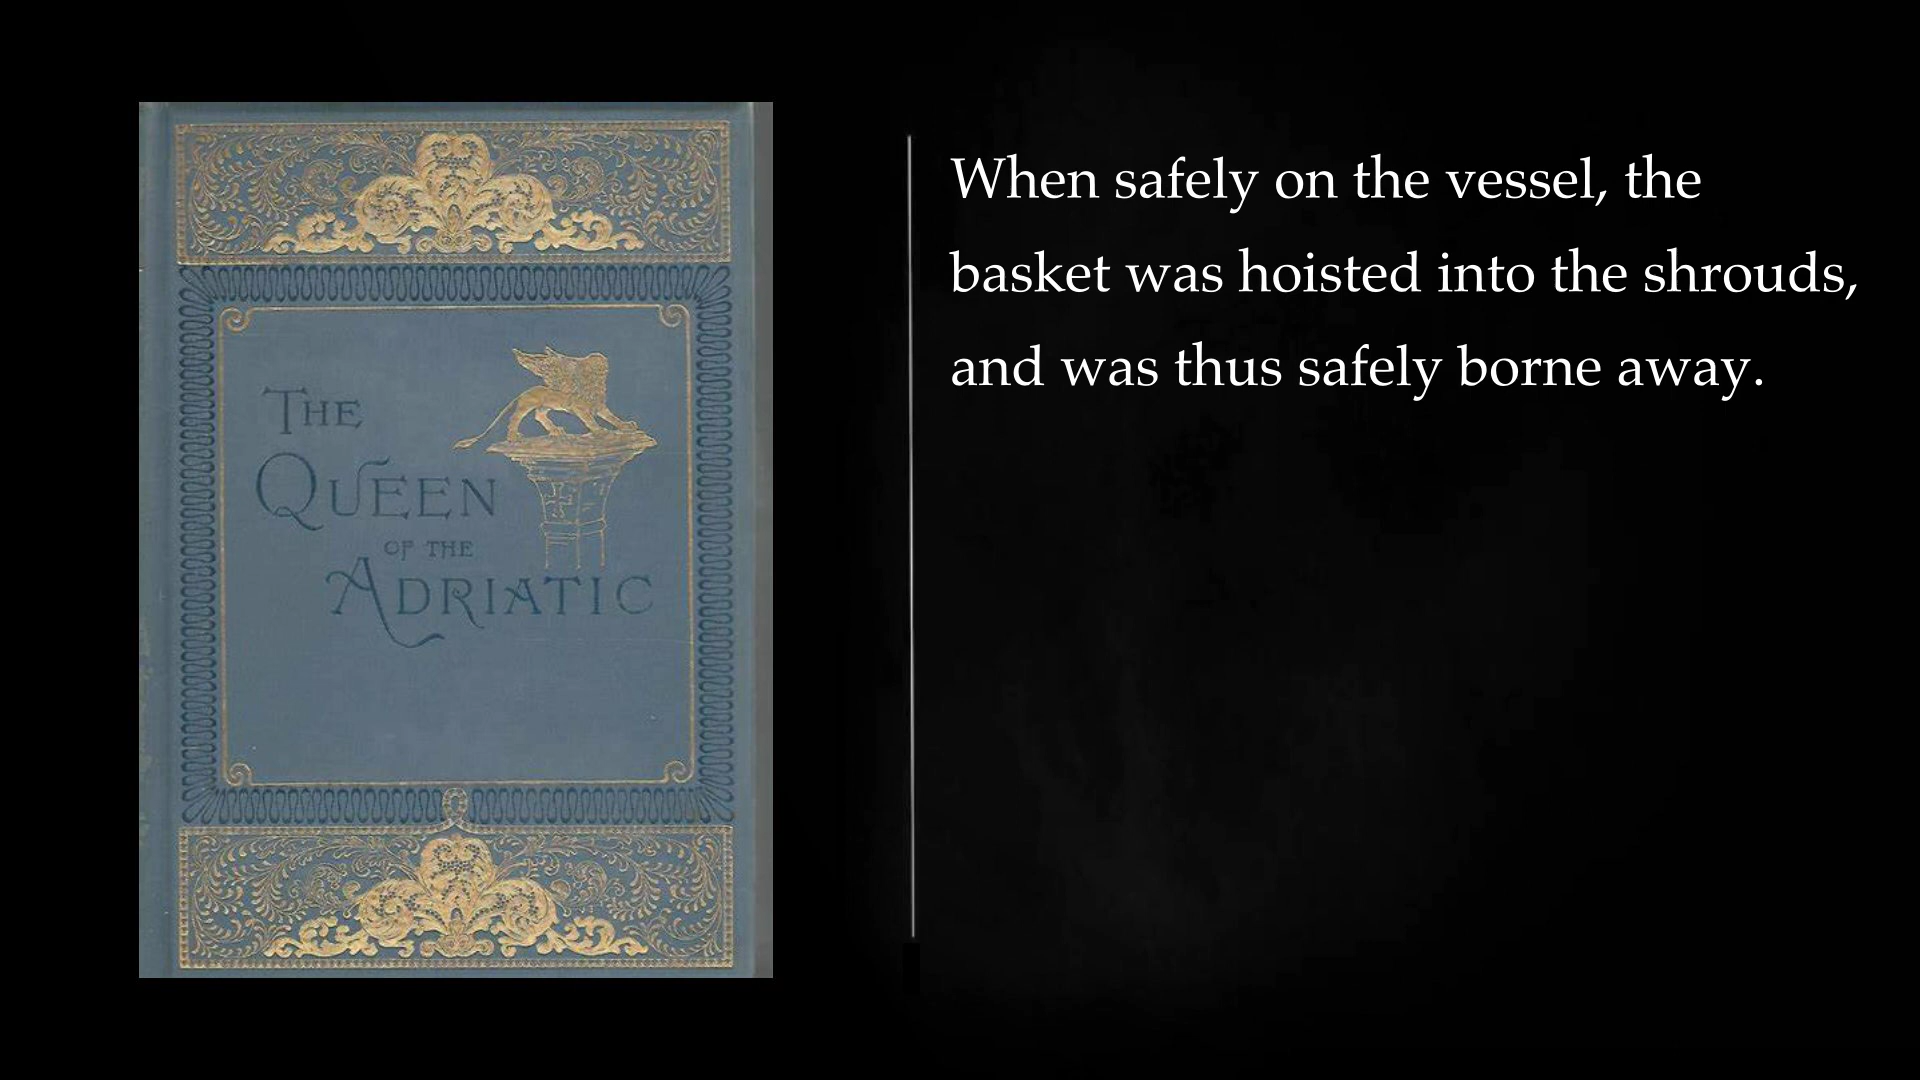 THE
QUEEN
OF THE
ADRIATIC
When safely on the vessel, the
basket was hoisted into the shrouds,
and was thus safely borne away.